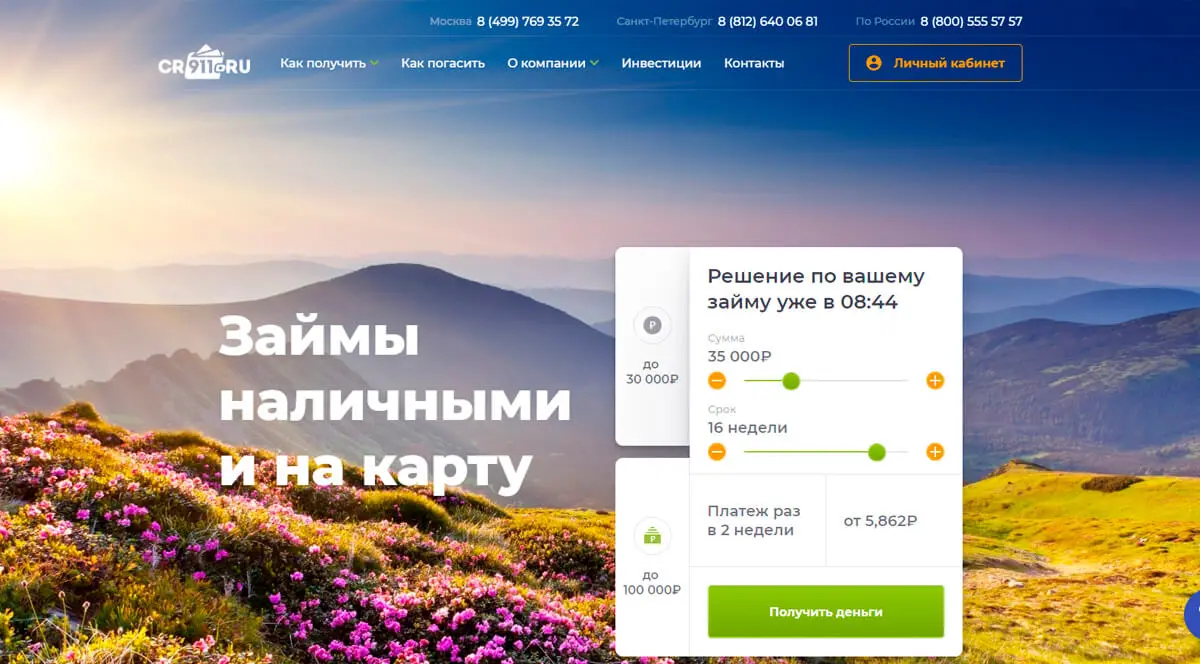 Москва 8 (499) 769 35 72 Санкт-Петербург 8 (812) 640 06 81 По России 8 (800) 555 57 57
CR911.RU Как получить Как погасить О компании Инвестиции Контакты Личный кабинет
Займы
наличными
и на карту
до
30 000₽
до
100 000₽
Решение по вашему
займу уже в 08:44
Сумма
35 000₽
Срок
16 недели
Платеж раз
в 2 недели
от 5,862₽
Получить деньги